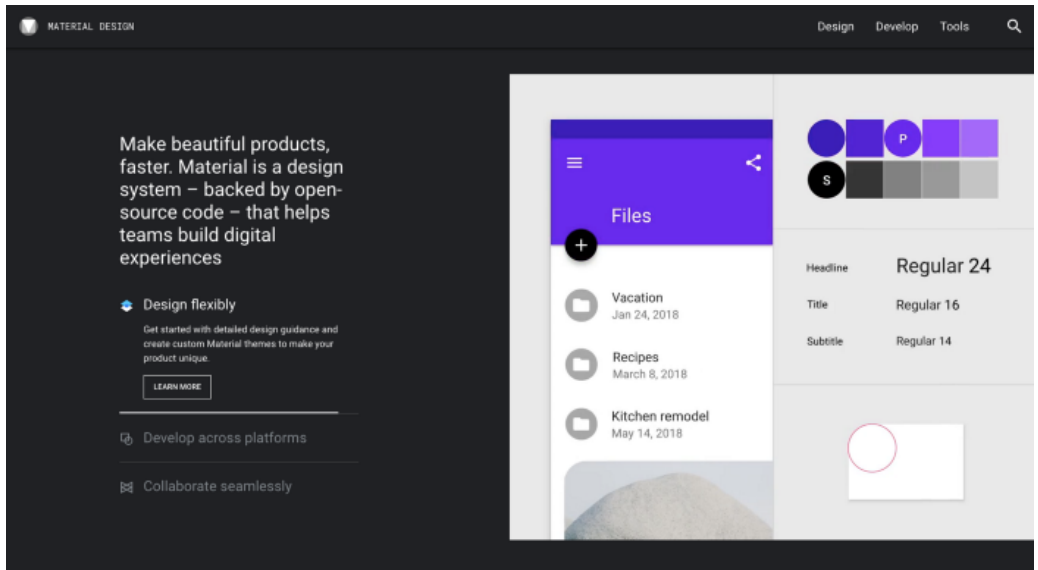 MATERIAL DESIGN
Design Develop Tools
Make beautiful products,
faster. Material is a design
system – backed by open-
source code – that helps
teams build digital
experiences
Design flexibly
Get started with detailed design guidance and
create custom Material themes to make your
product unique.
LEARN MORE
Develop across platforms
Collaborate seamlessly
Files
Vacation
Jan 24, 2018
Recipes
March 8, 2018
Kitchen remodel
May 14, 2018
P
S
Headline Regular 24
Title Regular 16
Subtitle Regular 14